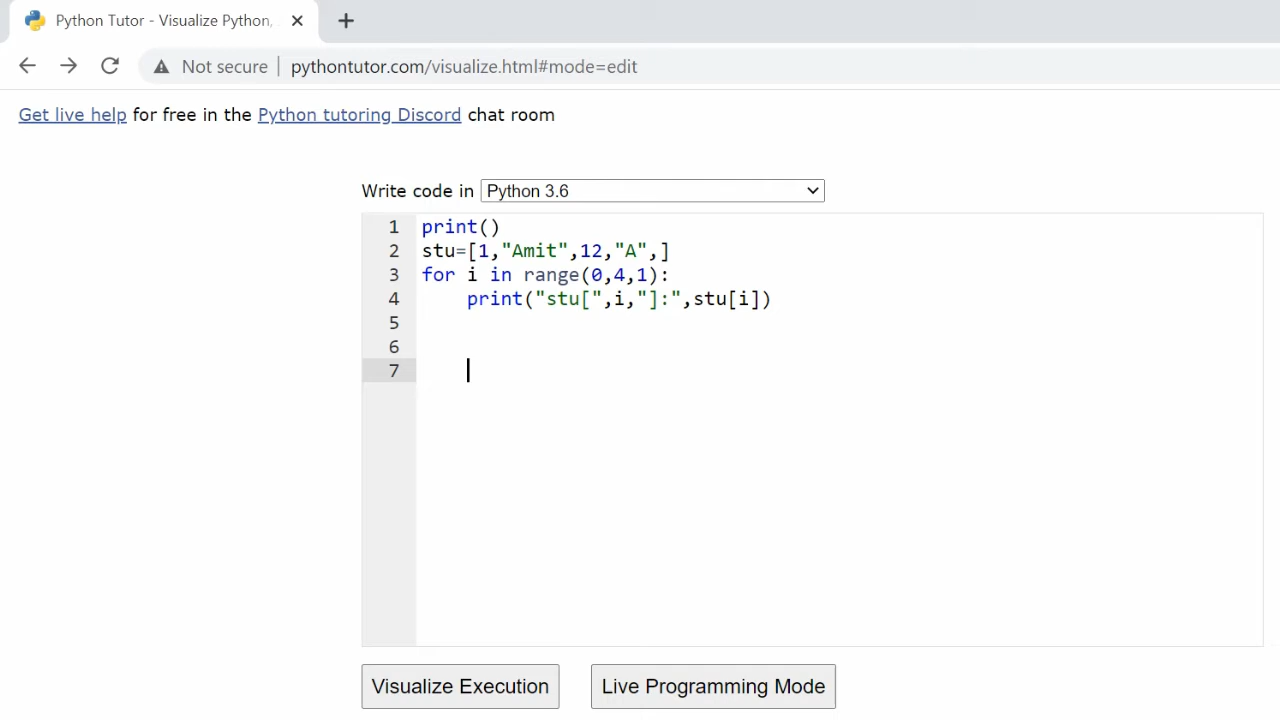 Python Tutor - Visualize Python,
Not secure
pythontutor.com/visualize.html#mode=edit
Get live help for free in the Python tutoring Discord chat room
Write code in Python 3.6
1 print()
2 stu=[1,"Amit",12,"A",]
3 for i in range(0,4,1):
4     print("stu[",i,"]:",stu[i])
5
6
7
Visualize Execution
Live Programming Mode